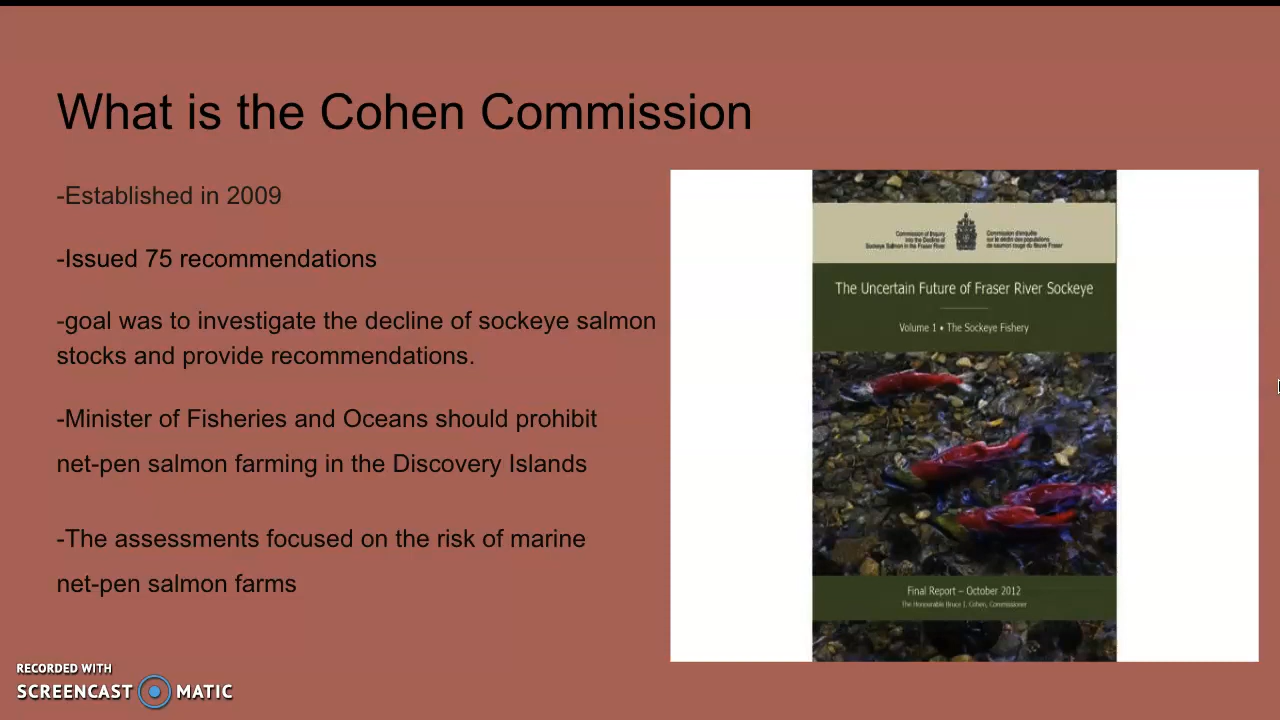 What is the Cohen Commission
-Established in 2009
-Issued 75 recommendations
-goal was to investigate the decline of sockeye salmon
stocks and provide recommendations.
-Minister of Fisheries and Oceans should prohibit
net-pen salmon farming in the Discovery Islands
-The assessments focused on the risk of marine
net-pen salmon farms
Commission of Inquiry
into the Decline of
Sockeye Salmon in the Fraser River
Commission d'enquête
sur le déclin des populations
de saumon rouge du fleuve Fraser
The Uncertain Future of Fraser River Sockeye
Volume 1 • The Sockeye Fishery
Final Report – October 2012
The Honourable Bruce I. Cohen, Commissioner
RECORDED WITH
SCREENCAST MATIC